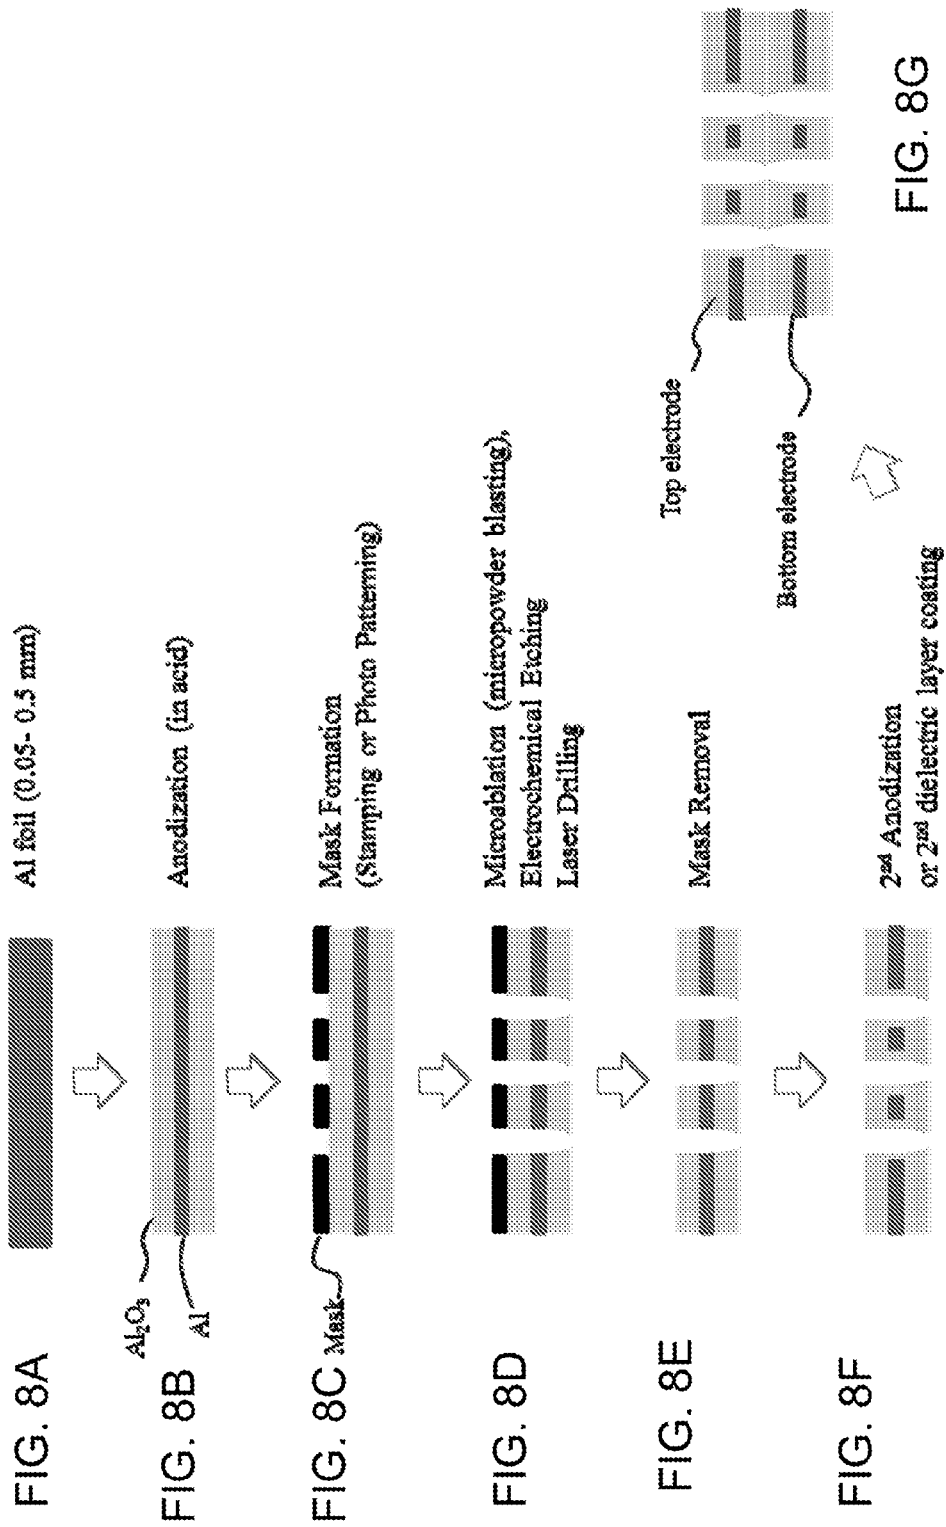 FIG. 8A
Al foil (0.05- 0.5 mm)
FIG. 8B
Al₂O₃
Al
Anodization (in acid)
FIG. 8C
Mask
Mask Formation
(Stamping or Photo Patterning)
FIG. 8D
Microablation (micropowder blasting),
Electrochemical Etching
Laser Drilling
FIG. 8E
Mask Removal
FIG. 8F
2nd Anodization
or 2nd dielectric layer coating
Top electrode
Bottom electrode
FIG. 8G